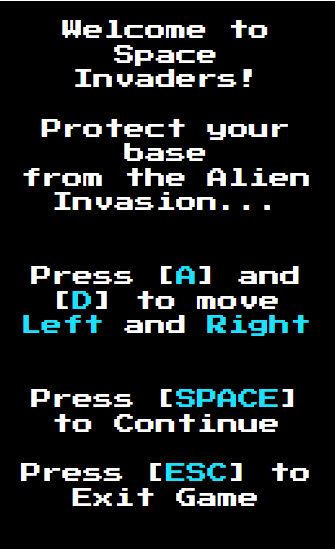 Welcome to
Space
Invaders!
Protect your
base
from the Alien
Invasion...
Press [A] and
[D] to move
Left and Right
Press [SPACE]
to Continue
Press [ESC] to
Exit Game